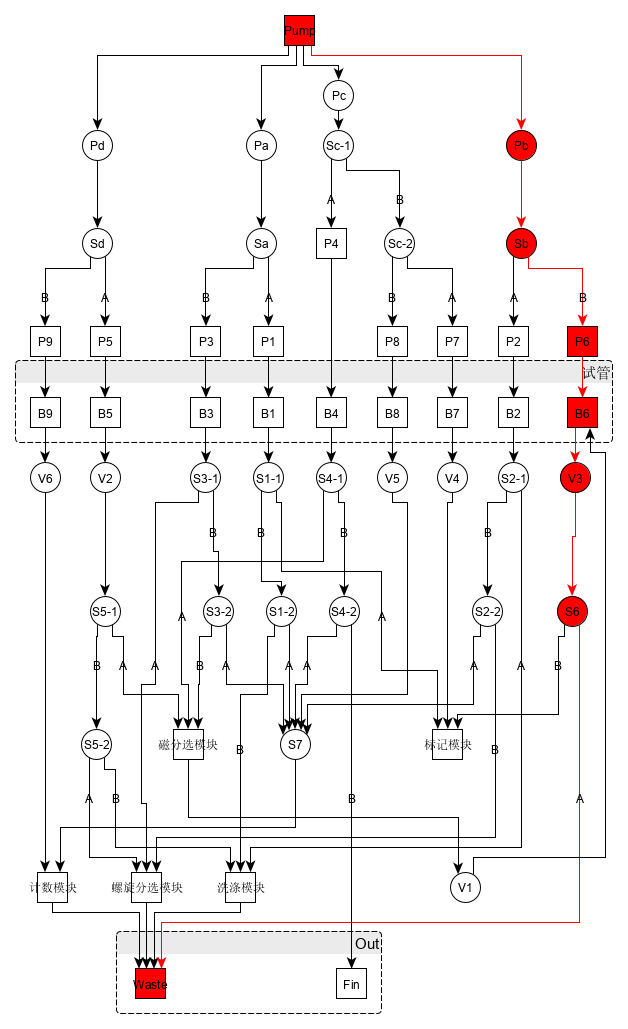 Pump
Pc
Pd
Pa
Sc-1
Pb
A
B
Sd
Sa
P4
Sc-2
Sb
B
A
B
A
B
A
A
B
P9
P5
P3
P1
P8
P7
P2
P6
试管
B9
B5
B3
B1
B4
B8
B7
B2
B6
V6
V2
S3-1
S1-1
S4-1
V5
V4
S2-1
V3
B
B
B
B
S5-1
S3-2
S1-2
S4-2
S2-2
S6
A
A
B
A
A
B
A
A
A
A
A
B
S5-2
磁分选模块
S7
标记模块
B
B
A
B
B
A
计数模块
螺旋分选模块
洗涤模块
V1
Out
Waste
Fin